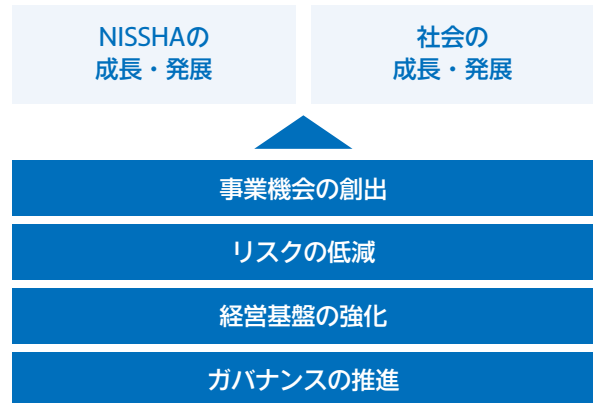 NISSHAの
成長・発展
社会の
成長・発展
事業機会の創出
リスクの低減
経営基盤の強化
ガバナンスの推進